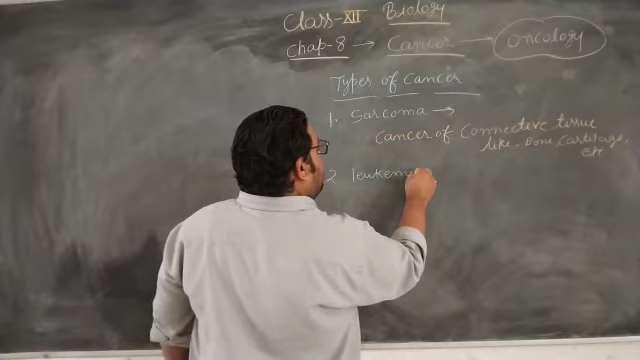 Class-XII Biology
Chap-8 → Cancer → Oncology
Types of Cancer
1. Sarcoma →
Cancer of Connective tissue
like-Bone Cartilage,
etc
2 leukem